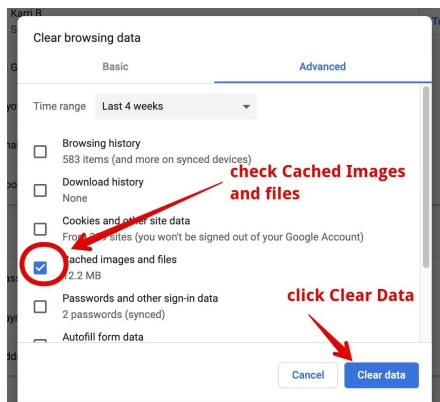 Karri B
Clear browsing data
Basic Advanced
Time range Last 4 weeks
Browsing history
583 items (and more on synced devices)
check Cached Images
and files
Download history
None
Cookies and other site data
From sites (you won't be signed out of your Google Account)
Cached images and files
12.2 MB
Passwords and other sign-in data
2 passwords (synced)
click Clear Data
Autofill form data
Cancel Clear data